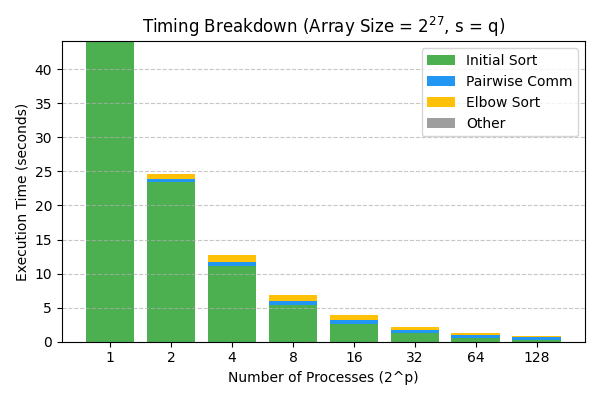 Timing Breakdown (Array Size = 2^27, s = q)
Execution Time (seconds)
40
35
30
25
20
15
10
5
0
Initial Sort
Pairwise Comm
Elbow Sort
Other
1 2 4 8 16 32 64 128
Number of Processes (2^p)